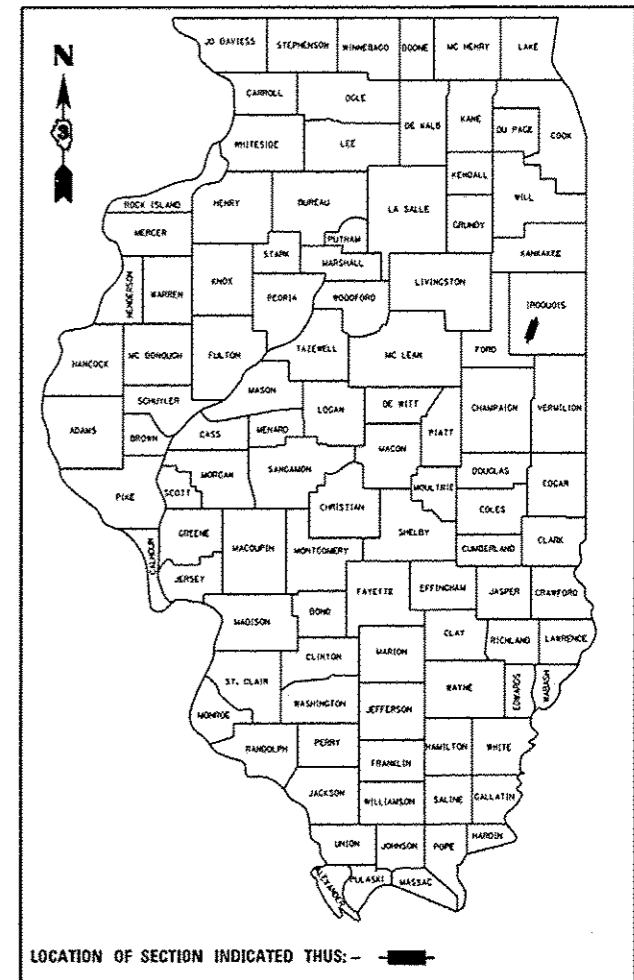 JO DAVIESS STEPHENSON WINNEBAGO BOONE MC HENRY LAKE
N
CARROLL OGLE
DE KALB KANE DU PAGE COOK
3
WHITESIDE LEE
KENDALL
ROCK ISLAND HENRY BUREAU LA SALLE GRUNDY WILL
MERCER PUTNAM
STARK MARSHALL KANKAKEE
HENDERSON WARREN KNOX PEORIA WOODFORD LIVINGSTON IROQUOIS
HANCOCK MC DONOUGH FULTON TAZEWELL MC LEAN FORD
MASON
SCHUYLER LOGAN DE WITT CHAMPAIGN VERMILION
ADAMS BROWN CASS MENARD PIATT
MACON
MORGAN SANGAMON DOUGLAS EDGAR
PIKE SCOTT MOULTRIE
CHRISTIAN COLES
GREENE SHELBY
CALHOUN MACOUPIN MONTGOMERY CUMBERLAND CLARK
JERSEY
FAYETTE EFFINGHAM JASPER CRAWFORD
MADISON BOND
CLAY RICHLAND LAWRENCE
CLINTON MARION
ST. CLAIR WAYNE EDWARDS WABASH
WASHINGTON JEFFERSON
MONROE
RANDOLPH PERRY HAMILTON WHITE
FRANKLIN
JACKSON WILLIAMSON SALINE GALLATIN
HARDIN
UNION JOHNSON POPE
ALEXANDER PULASKI MASSAC
LOCATION OF SECTION INDICATED THUS: -